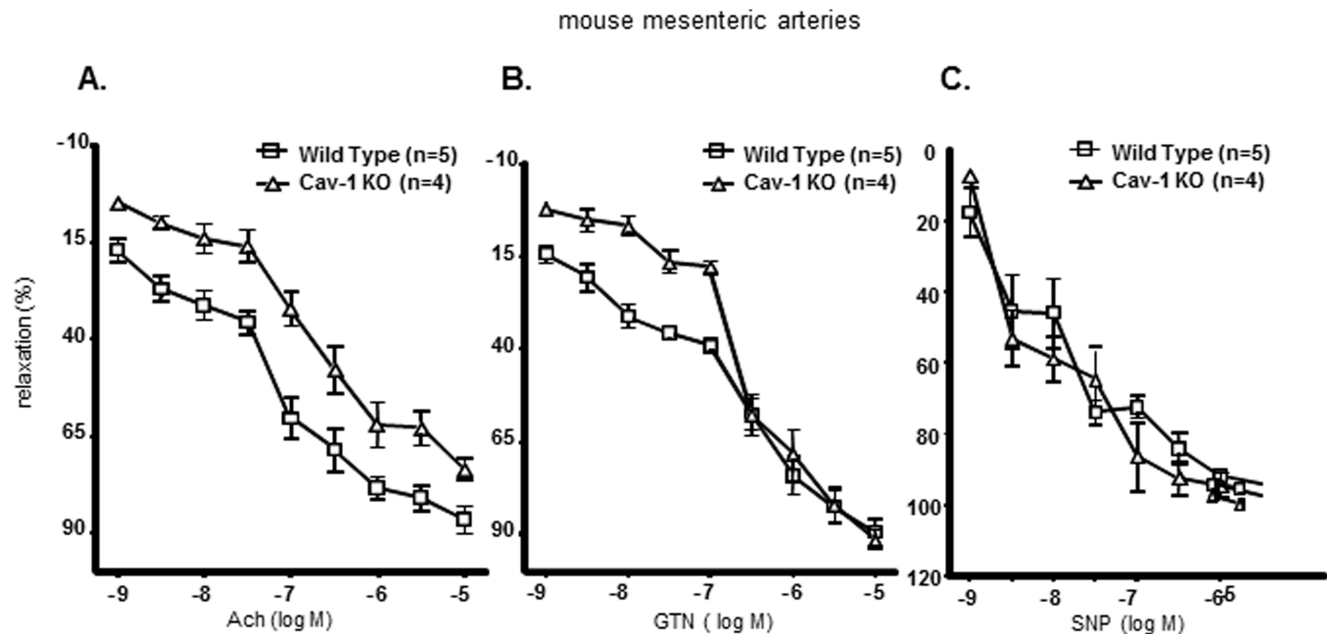 mouse mesenteric arteries
A.
B.
C.
-10
15
40
65
90
relaxation (%)
Wild Type (n=5)
Cav-1 KO (n=4)
-9
-8
-7
-6
-5
Ach (log M)
-10
15
40
65
90
Wild Type (n=5)
Cav-1 KO (n=4)
-9
-8
-7
-6
-5
GTN ( log M)
0
20
40
60
80
100
120
Wild Type (n=5)
Cav-1 KO (n=4)
-9
-8
-7
-66
SNP (log M)